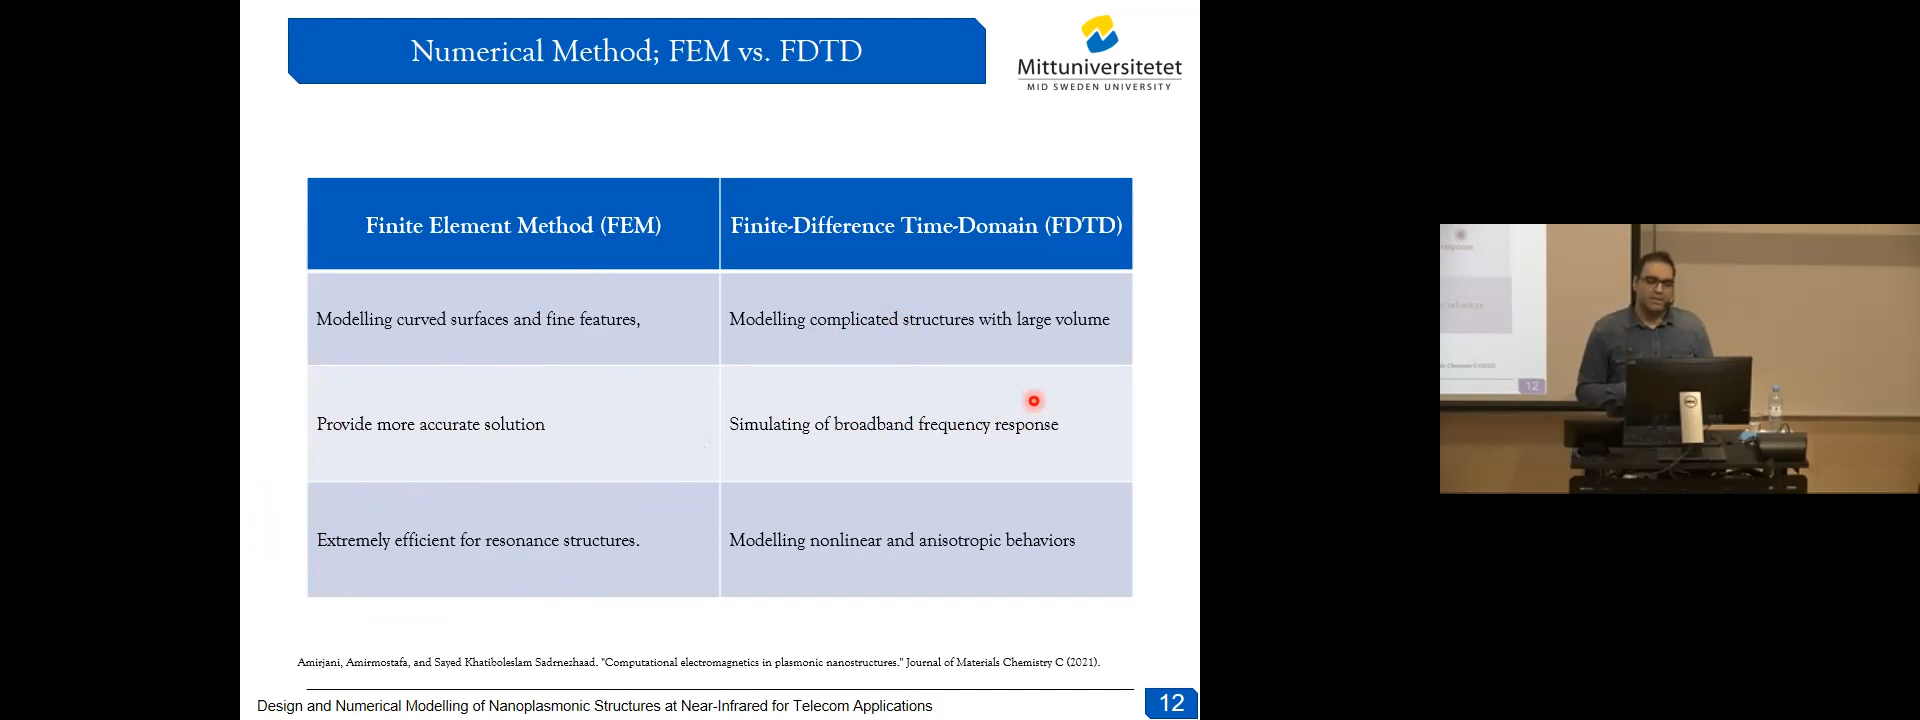 Numerical Method; FEM vs. FDTD
Mittuniversitetet
MID SWEDEN UNIVERSITY
Finite Element Method (FEM)
Finite-Difference Time-Domain (FDTD)
Modelling curved surfaces and fine features,
Modelling complicated structures with large volume
Provide more accurate solution
Simulating of broadband frequency response
Extremely efficient for resonance structures.
Modelling nonlinear and anisotropic behaviors
Amirjani, Amirmostafa, and Sayed Khatiboleslam Sadrnezhaad. "Computational electromagnetics in plasmonic nanostructures." Journal of Materials Chemistry C (2021).
Design and Numerical Modelling of Nanoplasmonic Structures at Near-Infrared for Telecom Applications
12
response
12